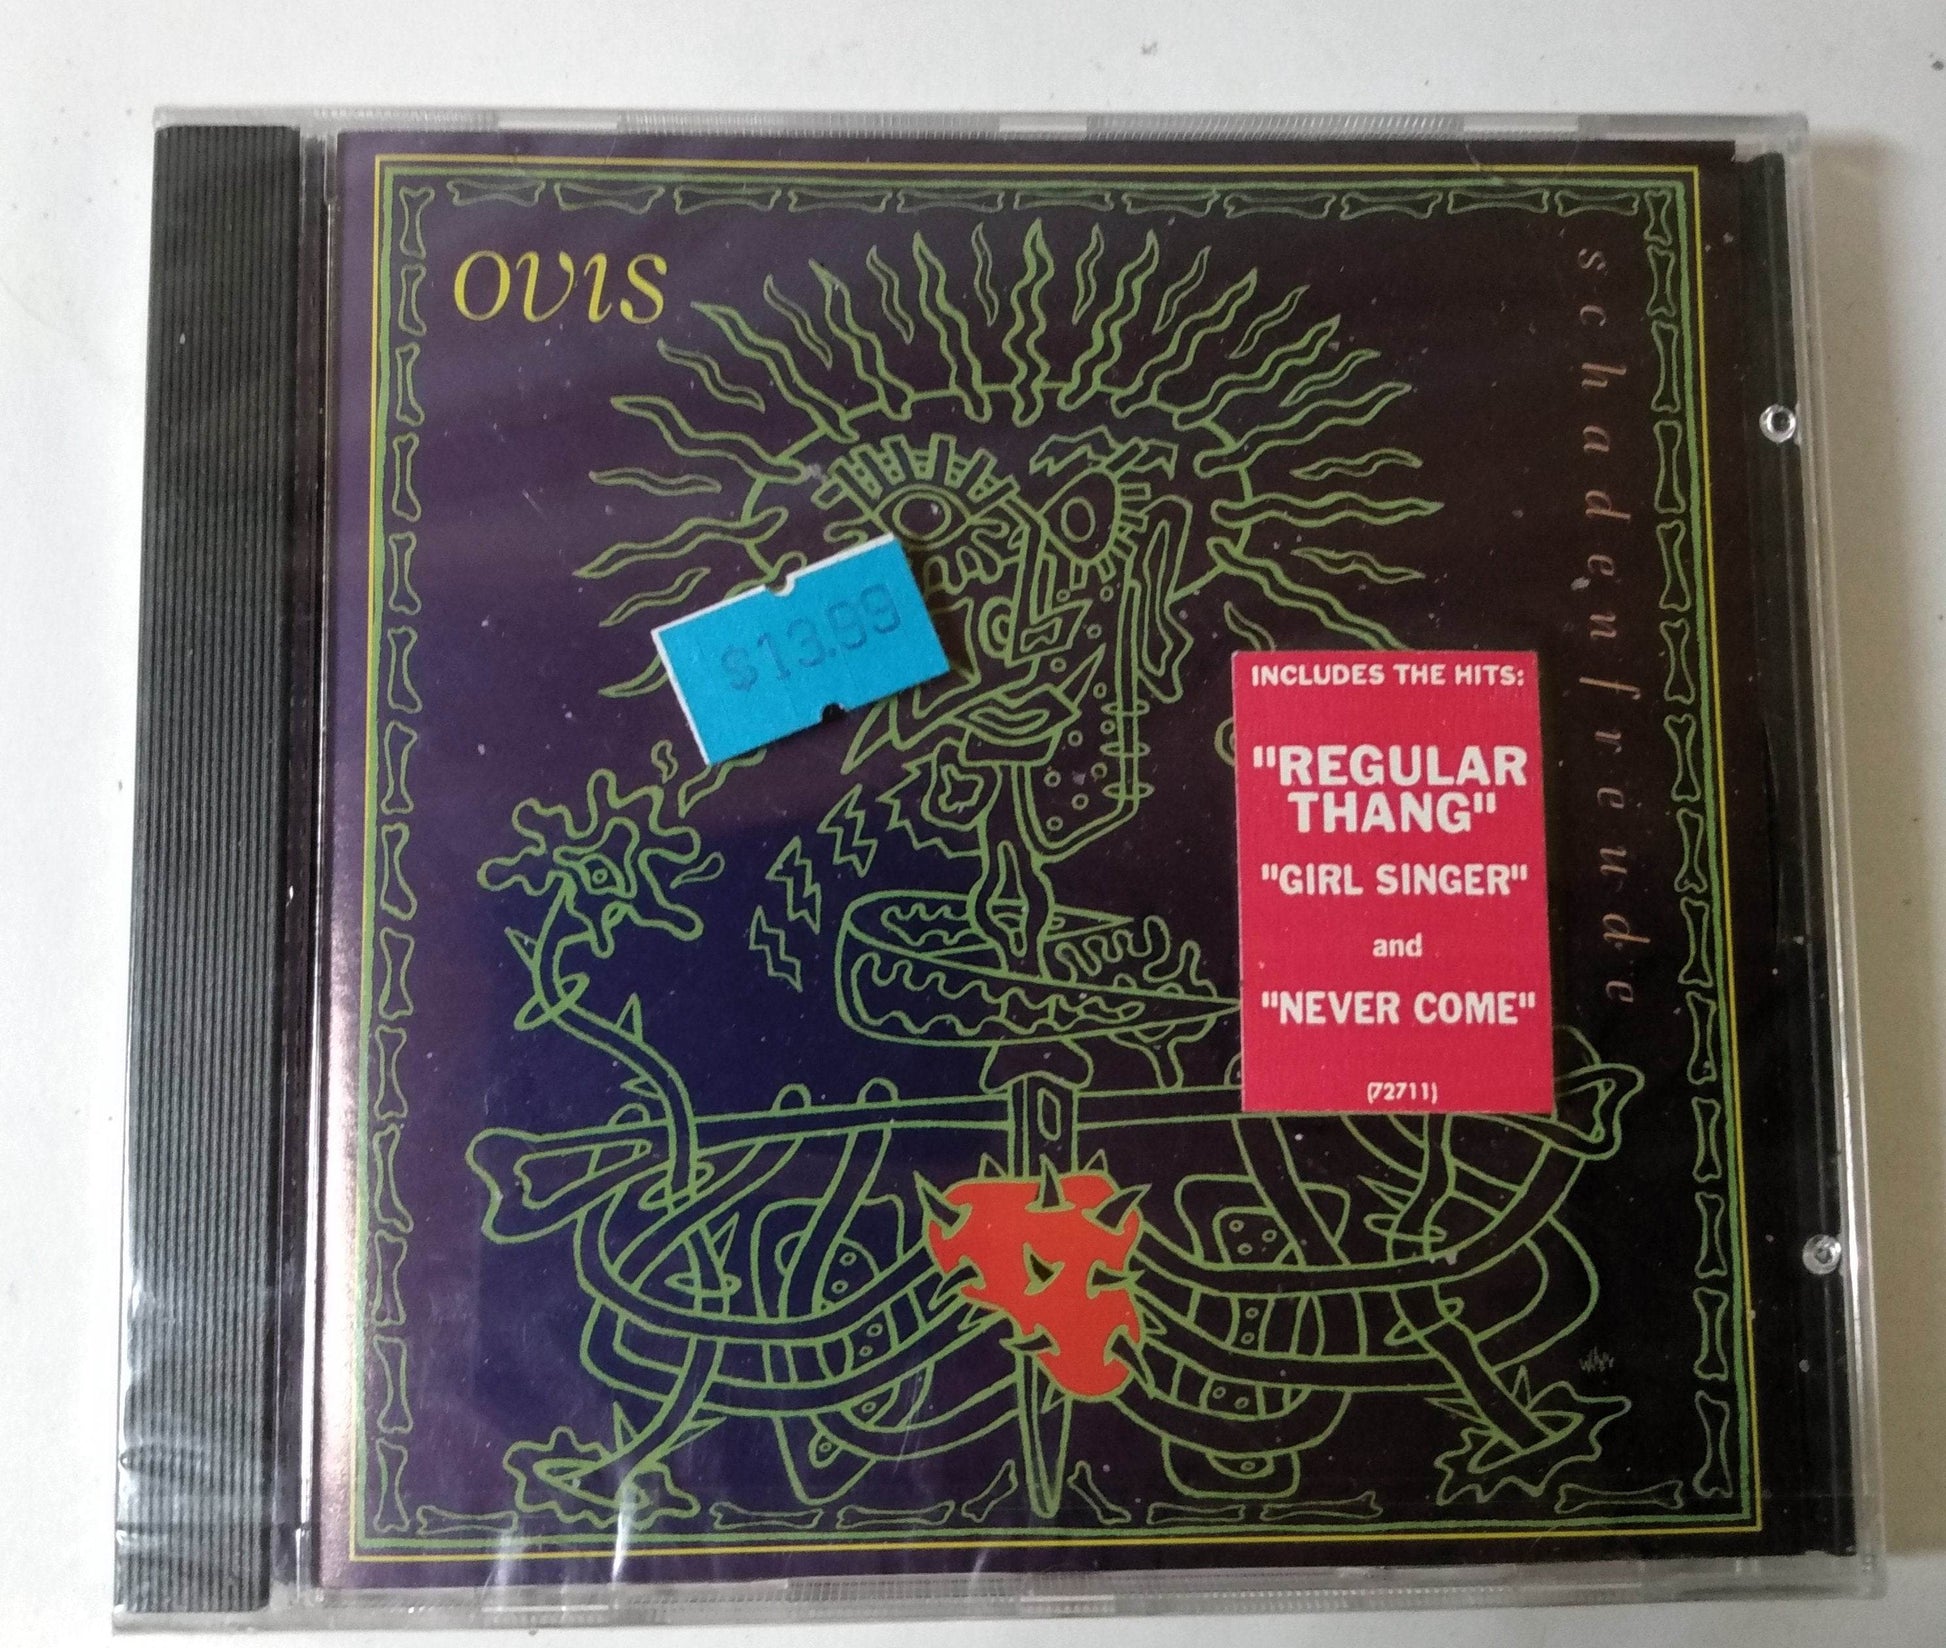 ovis
schadenfreude
$13.99
INCLUDES THE HITS:
"REGULAR
THANG"
"GIRL SINGER"
and
"NEVER COME"
(72711)